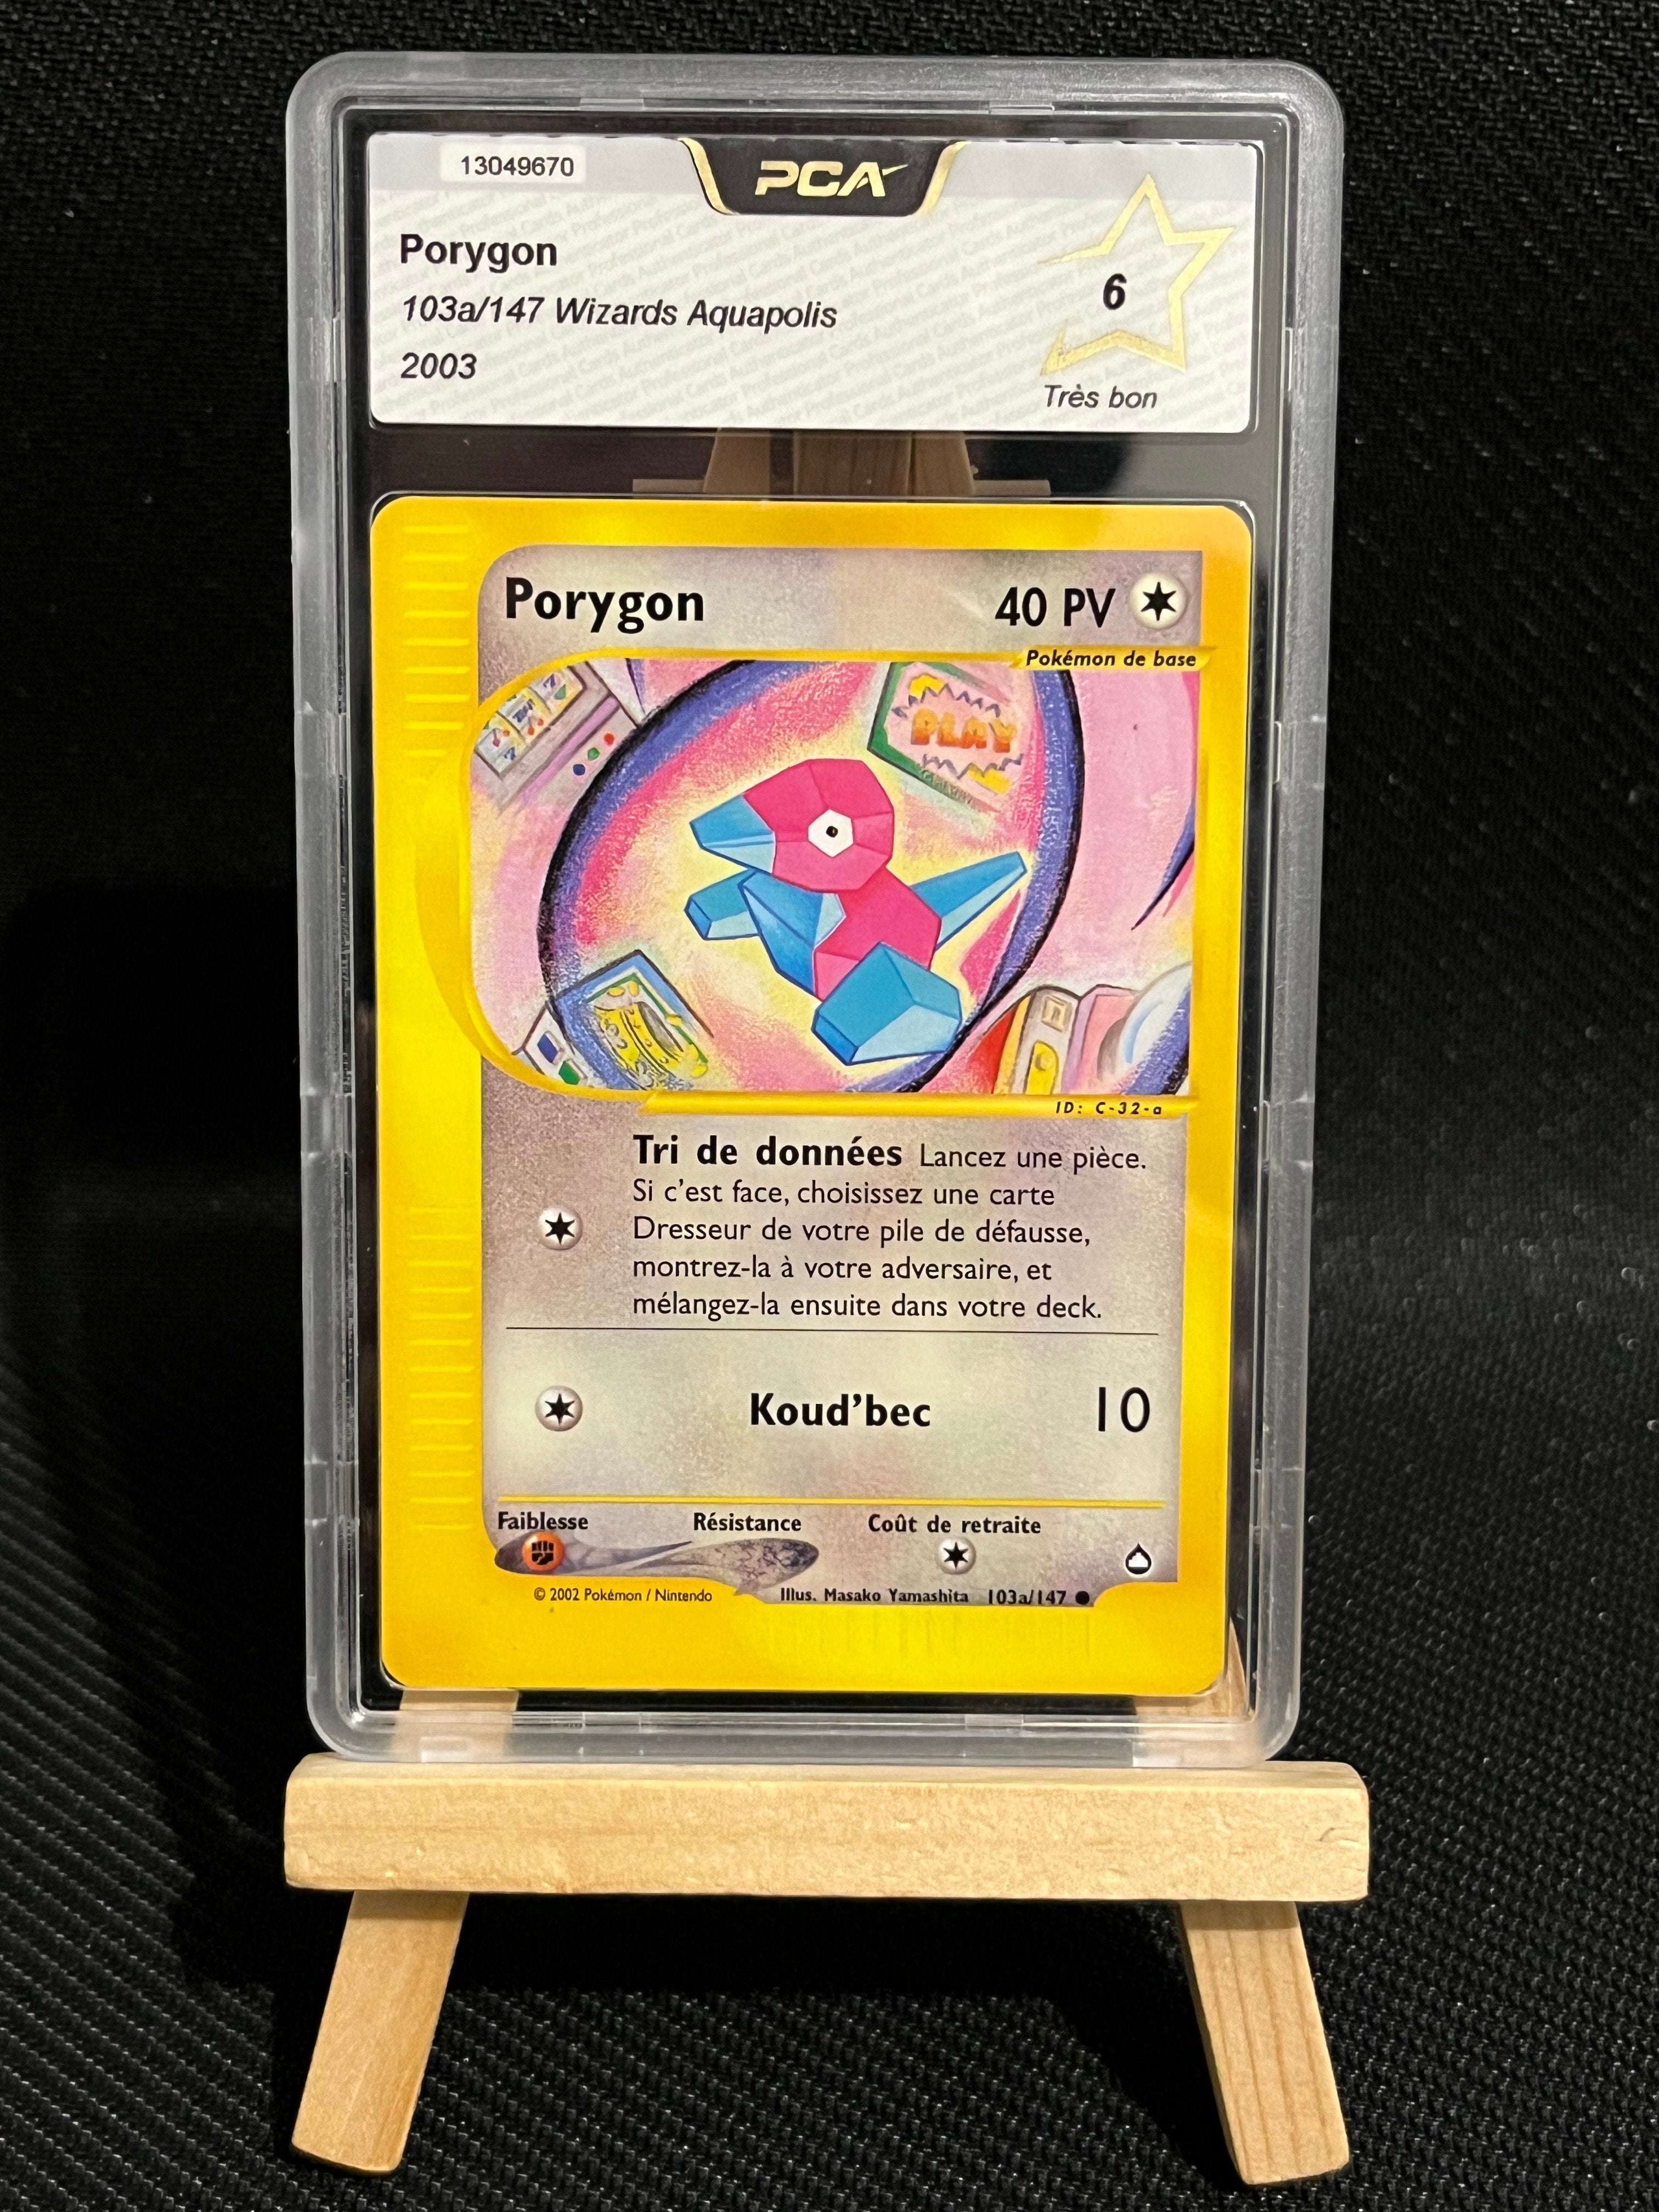 13049670
PCA
Porygon
103a/147 Wizards Aquapolis
2003
6
Très bon
Porygon
40 PV
Pokémon de base
PLAY
ID: C-32-a
Tri de données Lancez une pièce.
Si c'est face, choisissez une carte
Dresseur de votre pile de défausse,
montrez-la à votre adversaire, et
mélangez-la ensuite dans votre deck.
Koud'bec 10
Faiblesse Résistance Coût de retraite
© 2002 Pokémon / Nintendo Illus. Masako Yamashita 103a/147